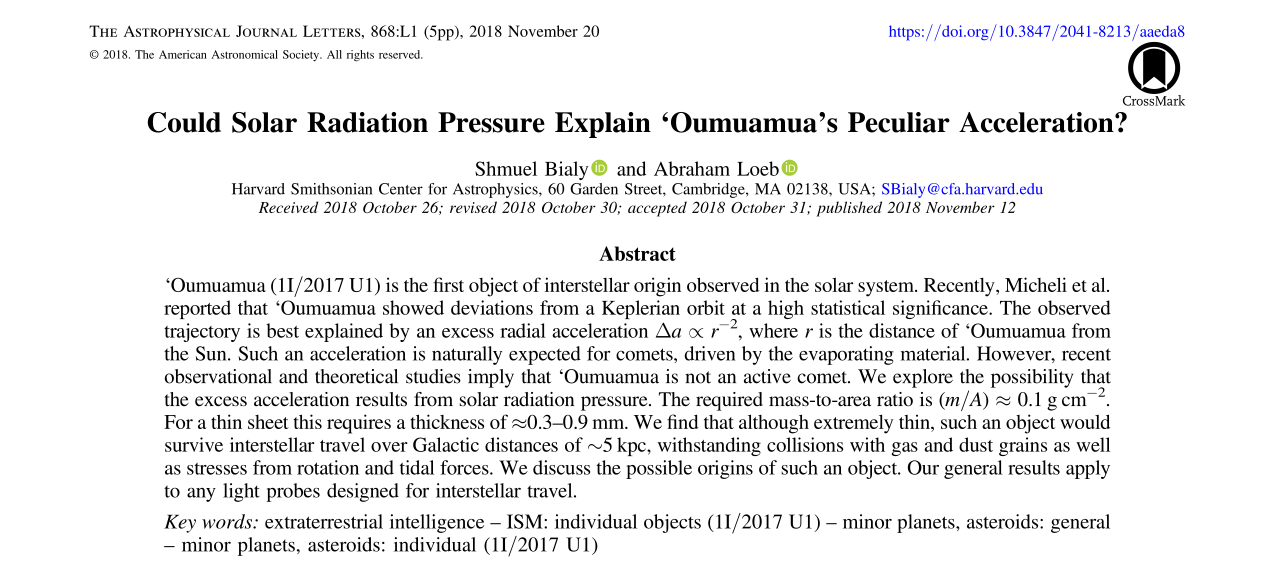 THE ASTROPHYSICAL JOURNAL LETTERS, 868:L1 (5pp), 2018 November 20
https://doi.org/10.3847/2041-8213/aaeda8
© 2018. The American Astronomical Society. All rights reserved.
CrossMark
Could Solar Radiation Pressure Explain ‘Oumuamua’s Peculiar Acceleration?
Shmuel Bialy iD and Abraham Loeb iD
Harvard Smithsonian Center for Astrophysics, 60 Garden Street, Cambridge, MA 02138, USA; SBialy@cfa.harvard.edu
Received 2018 October 26; revised 2018 October 30; accepted 2018 October 31; published 2018 November 12
Abstract
‘Oumuamua (1I/2017 U1) is the first object of interstellar origin observed in the solar system. Recently, Micheli et al.
reported that ‘Oumuamua showed deviations from a Keplerian orbit at a high statistical significance. The observed
trajectory is best explained by an excess radial acceleration Δa ∝ r⁻², where r is the distance of ‘Oumuamua from
the Sun. Such an acceleration is naturally expected for comets, driven by the evaporating material. However, recent
observational and theoretical studies imply that ‘Oumuamua is not an active comet. We explore the possibility that
the excess acceleration results from solar radiation pressure. The required mass-to-area ratio is (m/A) ≈ 0.1 g cm⁻².
For a thin sheet this requires a thickness of ≈0.3–0.9 mm. We find that although extremely thin, such an object would
survive interstellar travel over Galactic distances of ∼5 kpc, withstanding collisions with gas and dust grains as well
as stresses from rotation and tidal forces. We discuss the possible origins of such an object. Our general results apply
to any light probes designed for interstellar travel.
Key words: extraterrestrial intelligence – ISM: individual objects (1I/2017 U1) – minor planets, asteroids: general
– minor planets, asteroids: individual (1I/2017 U1)